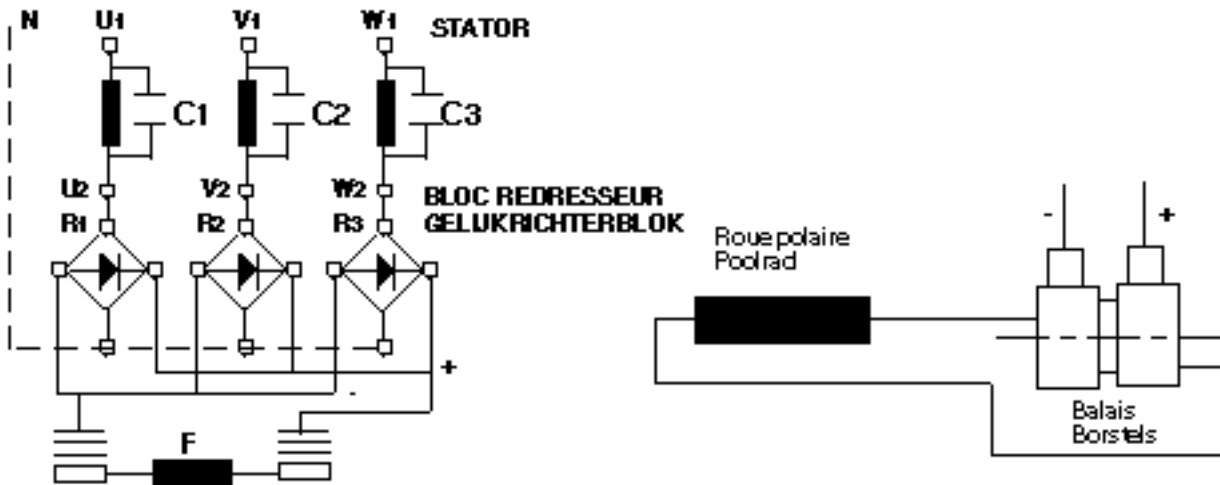 N U1 V1 W1 STATOR
C1 C2 C3
U2 V2 W2 BLOC REDRESSEUR
R1 R2 R3 GELIJKRICHTERBLOK
- +
Roue polaire
Poolrad
+
-
F
Balais
Borstels